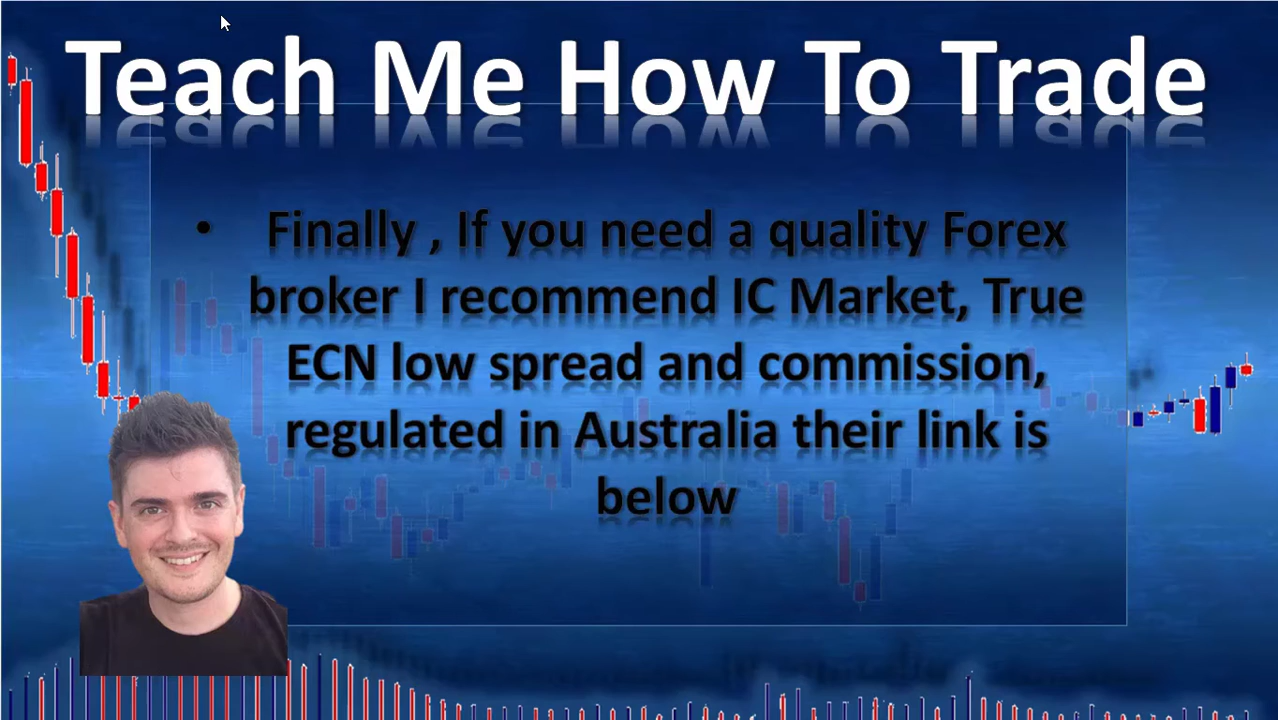 Teach Me How To Trade
• Finally , If you need a quality Forex
broker I recommend IC Market, True
ECN low spread and commission,
regulated in Australia their link is
below